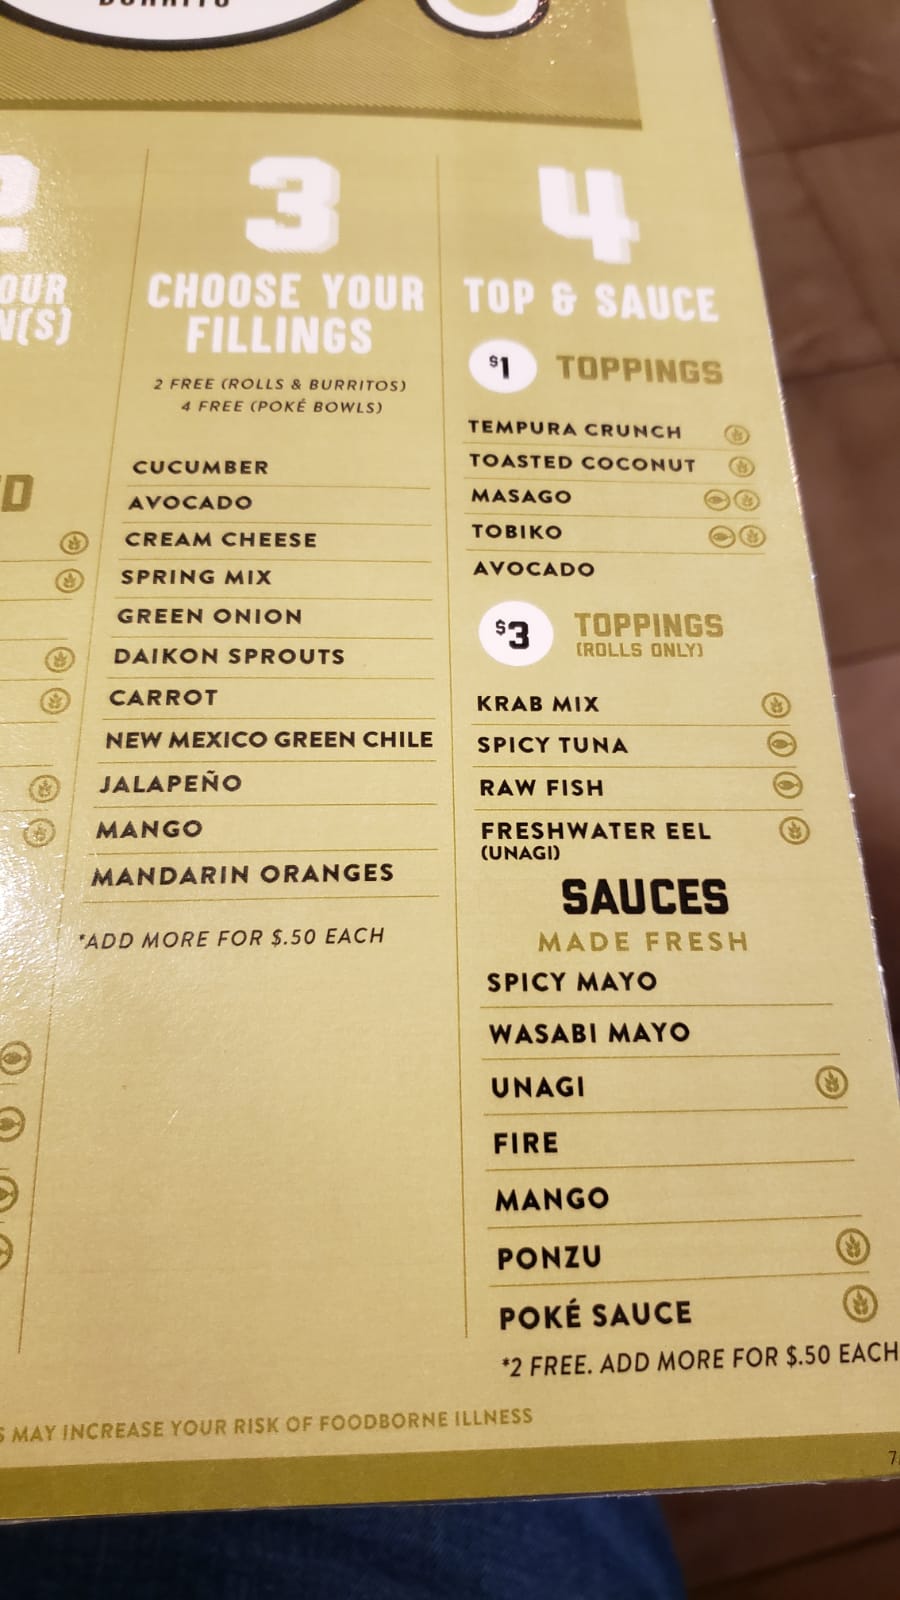 3
CHOOSE YOUR
FILLINGS
2 FREE (ROLLS & BURRITOS)
4 FREE (POKÉ BOWLS)
CUCUMBER
AVOCADO
CREAM CHEESE
SPRING MIX
GREEN ONION
DAIKON SPROUTS
CARROT
NEW MEXICO GREEN CHILE
JALAPEÑO
MANGO
MANDARIN ORANGES
*ADD MORE FOR $.50 EACH
4
TOP & SAUCE
$1 TOPPINGS
TEMPURA CRUNCH
TOASTED COCONUT
MASAGO
TOBIKO
AVOCADO
$3 TOPPINGS
(ROLLS ONLY)
KRAB MIX
SPICY TUNA
RAW FISH
FRESHWATER EEL
(UNAGI)
SAUCES
MADE FRESH
SPICY MAYO
WASABI MAYO
UNAGI
FIRE
MANGO
PONZU
POKÉ SAUCE
*2 FREE. ADD MORE FOR $.50 EACH
MAY INCREASE YOUR RISK OF FOODBORNE ILLNESS